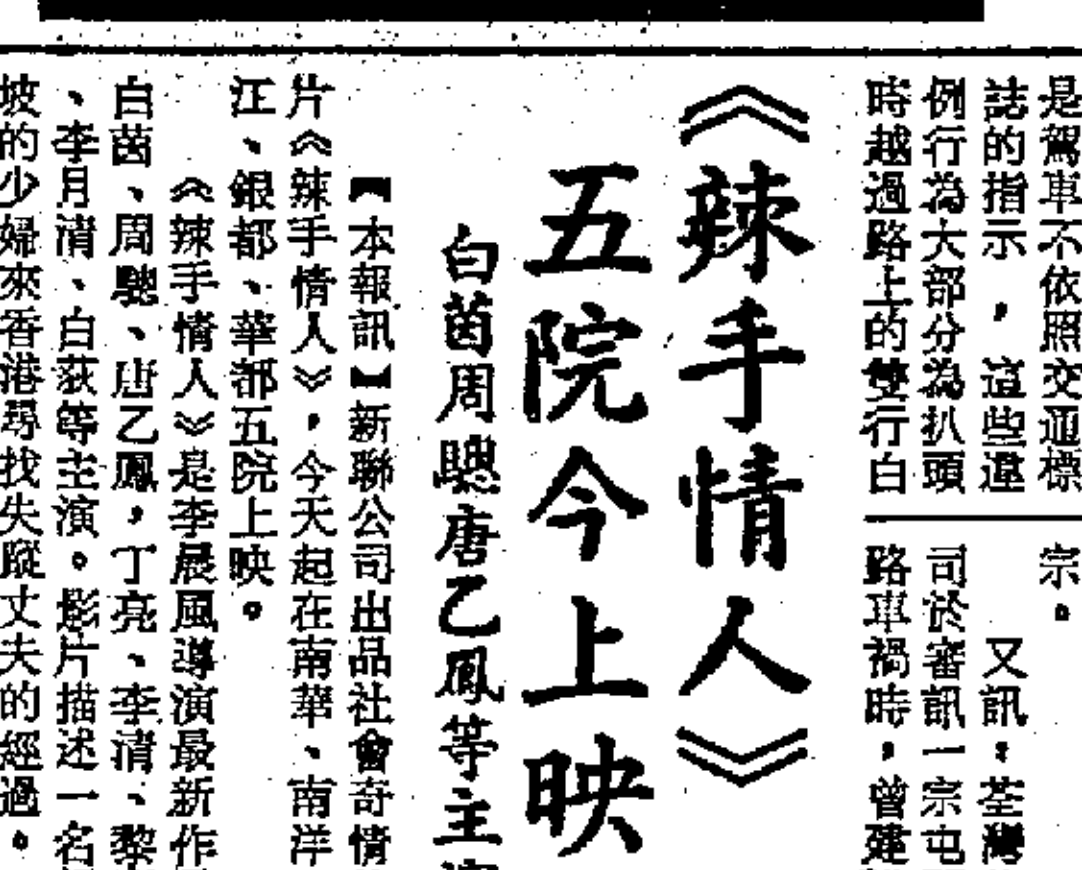 是駕車不依照交通標
誌的指示，這些違
例行為大部分為扒頭
時越過路上的雙行白
宗。
又訊，荃灣
司於審訊一宗屯
路車禍時，曾建
《辣手情人》
五院今上映
白茵周驄唐乙鳳等主演
【本報訊】新聯公司出品社會奇情
片《辣手情人》，今天起在南華、南洋
江、銀都、華都五院上映。
《辣手情人》是李晨風導演最新作
白茵、周驄、唐乙鳳，丁亮、李清、黎
、李月清、白荻等主演。影片描述一名
坡的少婦來香港尋找失蹤丈夫的經過。